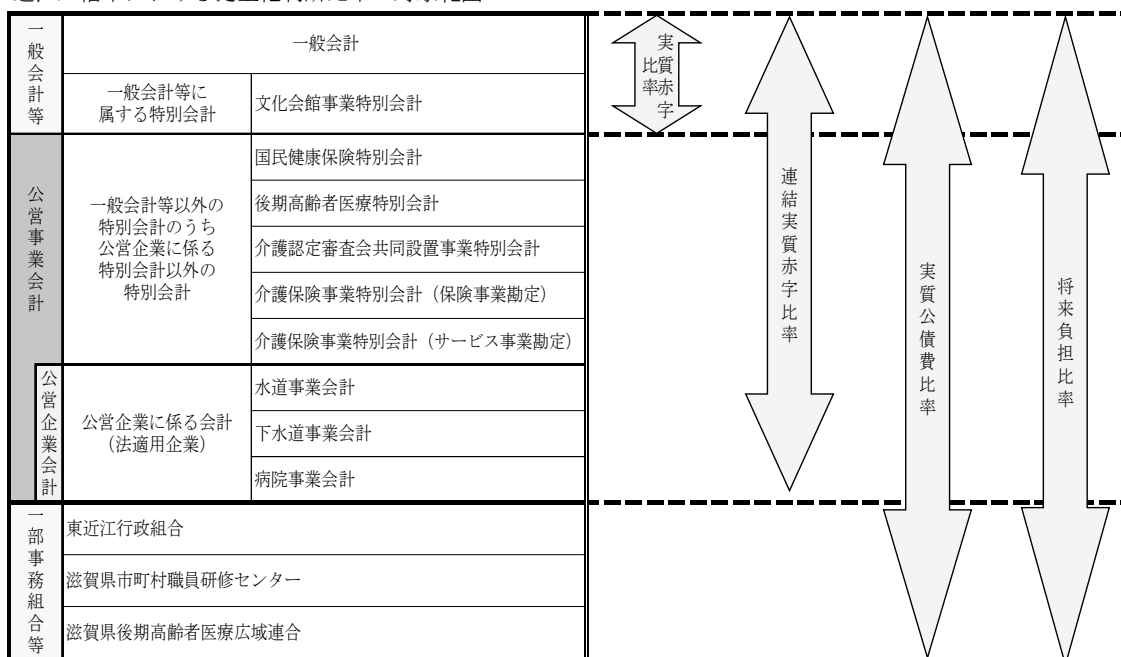 一般会計等
一般会計
一般会計等に
属する特別会計
文化会館事業特別会計
公営事業会計
一般会計等以外の
特別会計のうち
公営企業に係る
特別会計以外の
特別会計
国民健康保険特別会計
後期高齢者医療特別会計
介護認定審査会共同設置事業特別会計
介護保険事業特別会計（保険事業勘定）
介護保険事業特別会計（サービス事業勘定）
公営企業会計
公営企業に係る会計
（法適用企業）
水道事業会計
下水道事業会計
病院事業会計
一部事務組合等
東近江行政組合
滋賀県市町村職員研修センター
滋賀県後期高齢者医療広域連合
実質赤字
比率
連結実質赤字比率
実質公債費比率
将来負担比率